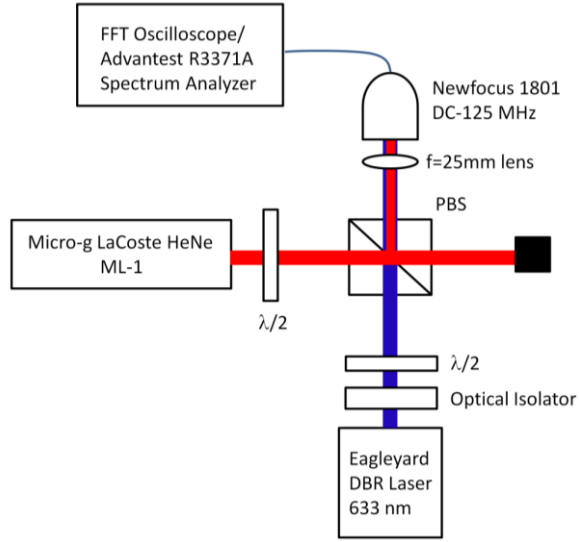 FFT Oscilloscope/
Advantest R3371A
Spectrum Analyzer
Newfocus 1801
DC-125 MHz
f=25mm lens
PBS
Micro-g LaCoste HeNe
ML-1
λ/2
λ/2
Optical Isolator
Eagleyard
DBR Laser
633 nm